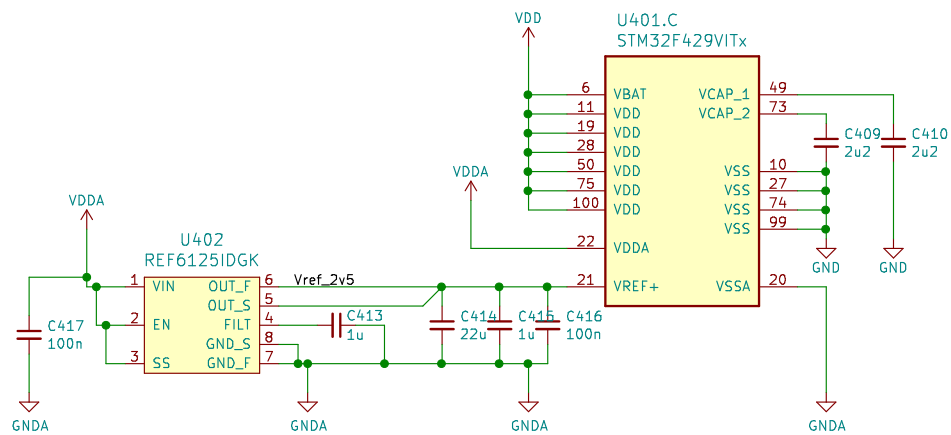 VDD
U401.C
STM32F429VITx
6 VBAT VCAP_1 49
11 VDD VCAP_2 73
19 VDD
C409 C410
28 VDD
2u2 2u2
50 VDD VSS 10
75 VDD VSS 27
VDDA
100 VDD VSS 74
VSS 99
VDDA
22 VDDA
U402
REF6125IDGK
GND GND
1 VIN OUT_F 6 Vref_2v5 21 VREF+ VSSA 20
OUT_S 5
C413 C414 C415 C416
2 EN FILT 4 1u 22u 1u 100n
C417
100n
GND_S 8
3 SS GND_F 7
GNDA GNDA GNDA GNDA